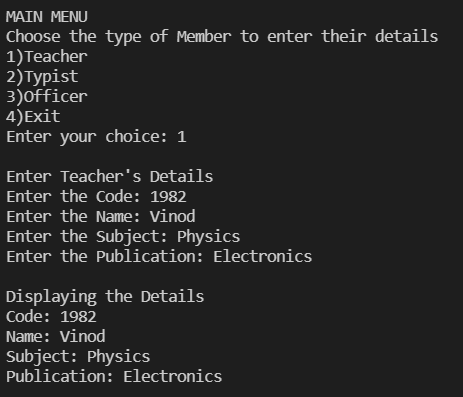 MAIN MENU
Choose the type of Member to enter their details
1)Teacher
2)Typist
3)Officer
4)Exit
Enter your choice: 1
Enter Teacher's Details
Enter the Code: 1982
Enter the Name: Vinod
Enter the Subject: Physics
Enter the Publication: Electronics
Displaying the Details
Code: 1982
Name: Vinod
Subject: Physics
Publication: Electronics